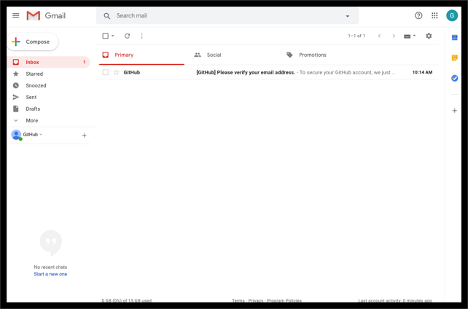 Gmail
Search mail
G
Compose
1–1 of 1
Inbox 1
Primary
Social
Promotions
Starred
GitHub [GitHub] Please verify your email address. - To secure your GitHub account, we just ... 10:14 AM
Snoozed
Sent
Drafts
More
GitHub
No recent chats
Start a new one
0 GB (0%) of 15 GB used
Terms · Privacy · Program Policies
Last account activity: 0 minutes ago